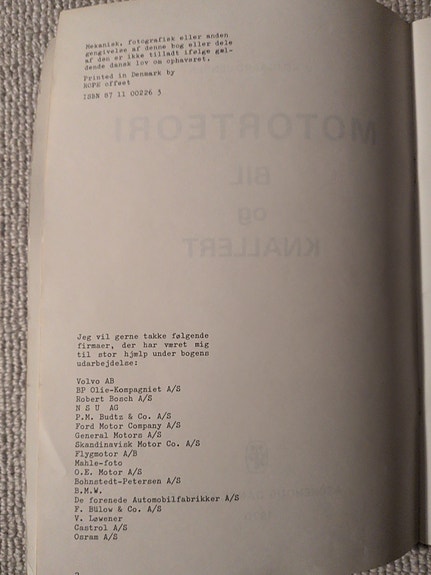 Mekanisk, fotografisk eller anden
gengivelse af denne bog eller dele
af den er ikke tilladt ifølge gæl-
dende dansk lov om ophavsret.
Printed in Denmark by
NOPE offset
ISBN 87 11 00226 3
MOTORTEORI
BIL
og
KNALLERT
Jeg vil gerne takke følgende
firmaer, der har været mig
til stor hjælp under bogens
udarbejdelse:
Volvo AB
BP Olie-Kompagniet A/S
Robert Bosch A/S
N S U AG
P.M. Budtz & Co. A/S
Ford Motor Company A/S
General Motors A/S
Skandinavisk Motor Co. A/S
Flygmotor A/B
Mahle-foto
O.E. Motor A/S
Bohnstedt-Petersen A/S
B.M.W.
De forenede Automobilfabrikker A/S
F. Bülow & Co. A/S
V. Løwener
Castrol A/S
Osram A/S